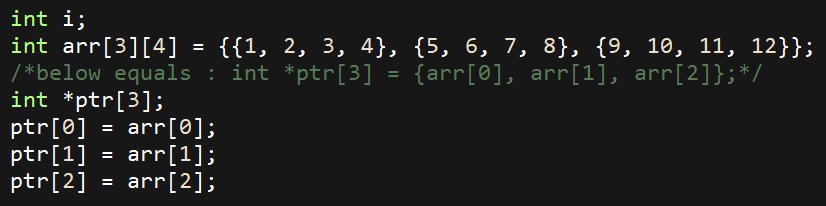 int i;
int arr[3][4] = {{1, 2, 3, 4}, {5, 6, 7, 8}, {9, 10, 11, 12}};
/*below equals : int *ptr[3] = {arr[0], arr[1], arr[2]};*/
int *ptr[3];
ptr[0] = arr[0];
ptr[1] = arr[1];
ptr[2] = arr[2];